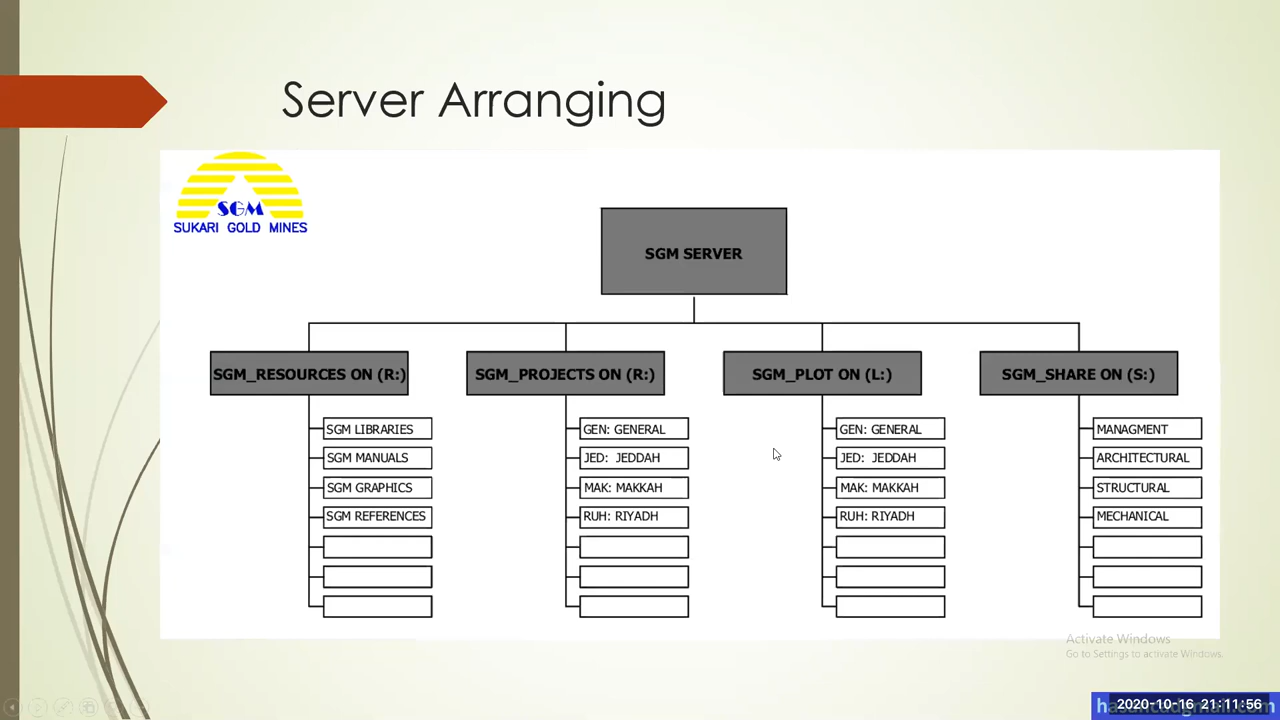 Server Arranging
SGM
SUKARI GOLD MINES
SGM SERVER
SGM_RESOURCES ON (R:)
SGM LIBRARIES
SGM MANUALS
SGM GRAPHICS
SGM REFERENCES
SGM_PROJECTS ON (R:)
GEN: GENERAL
JED: JEDDAH
MAK: MAKKAH
RUH: RIYADH
SGM_PLOT ON (L:)
GEN: GENERAL
JED: JEDDAH
MAK: MAKKAH
RUH: RIYADH
SGM_SHARE ON (S:)
MANAGMENT
ARCHITECTURAL
STRUCTURAL
MECHANICAL
Activate Windows
Go to Settings to activate Windows.
2020-10-16 21:11:56